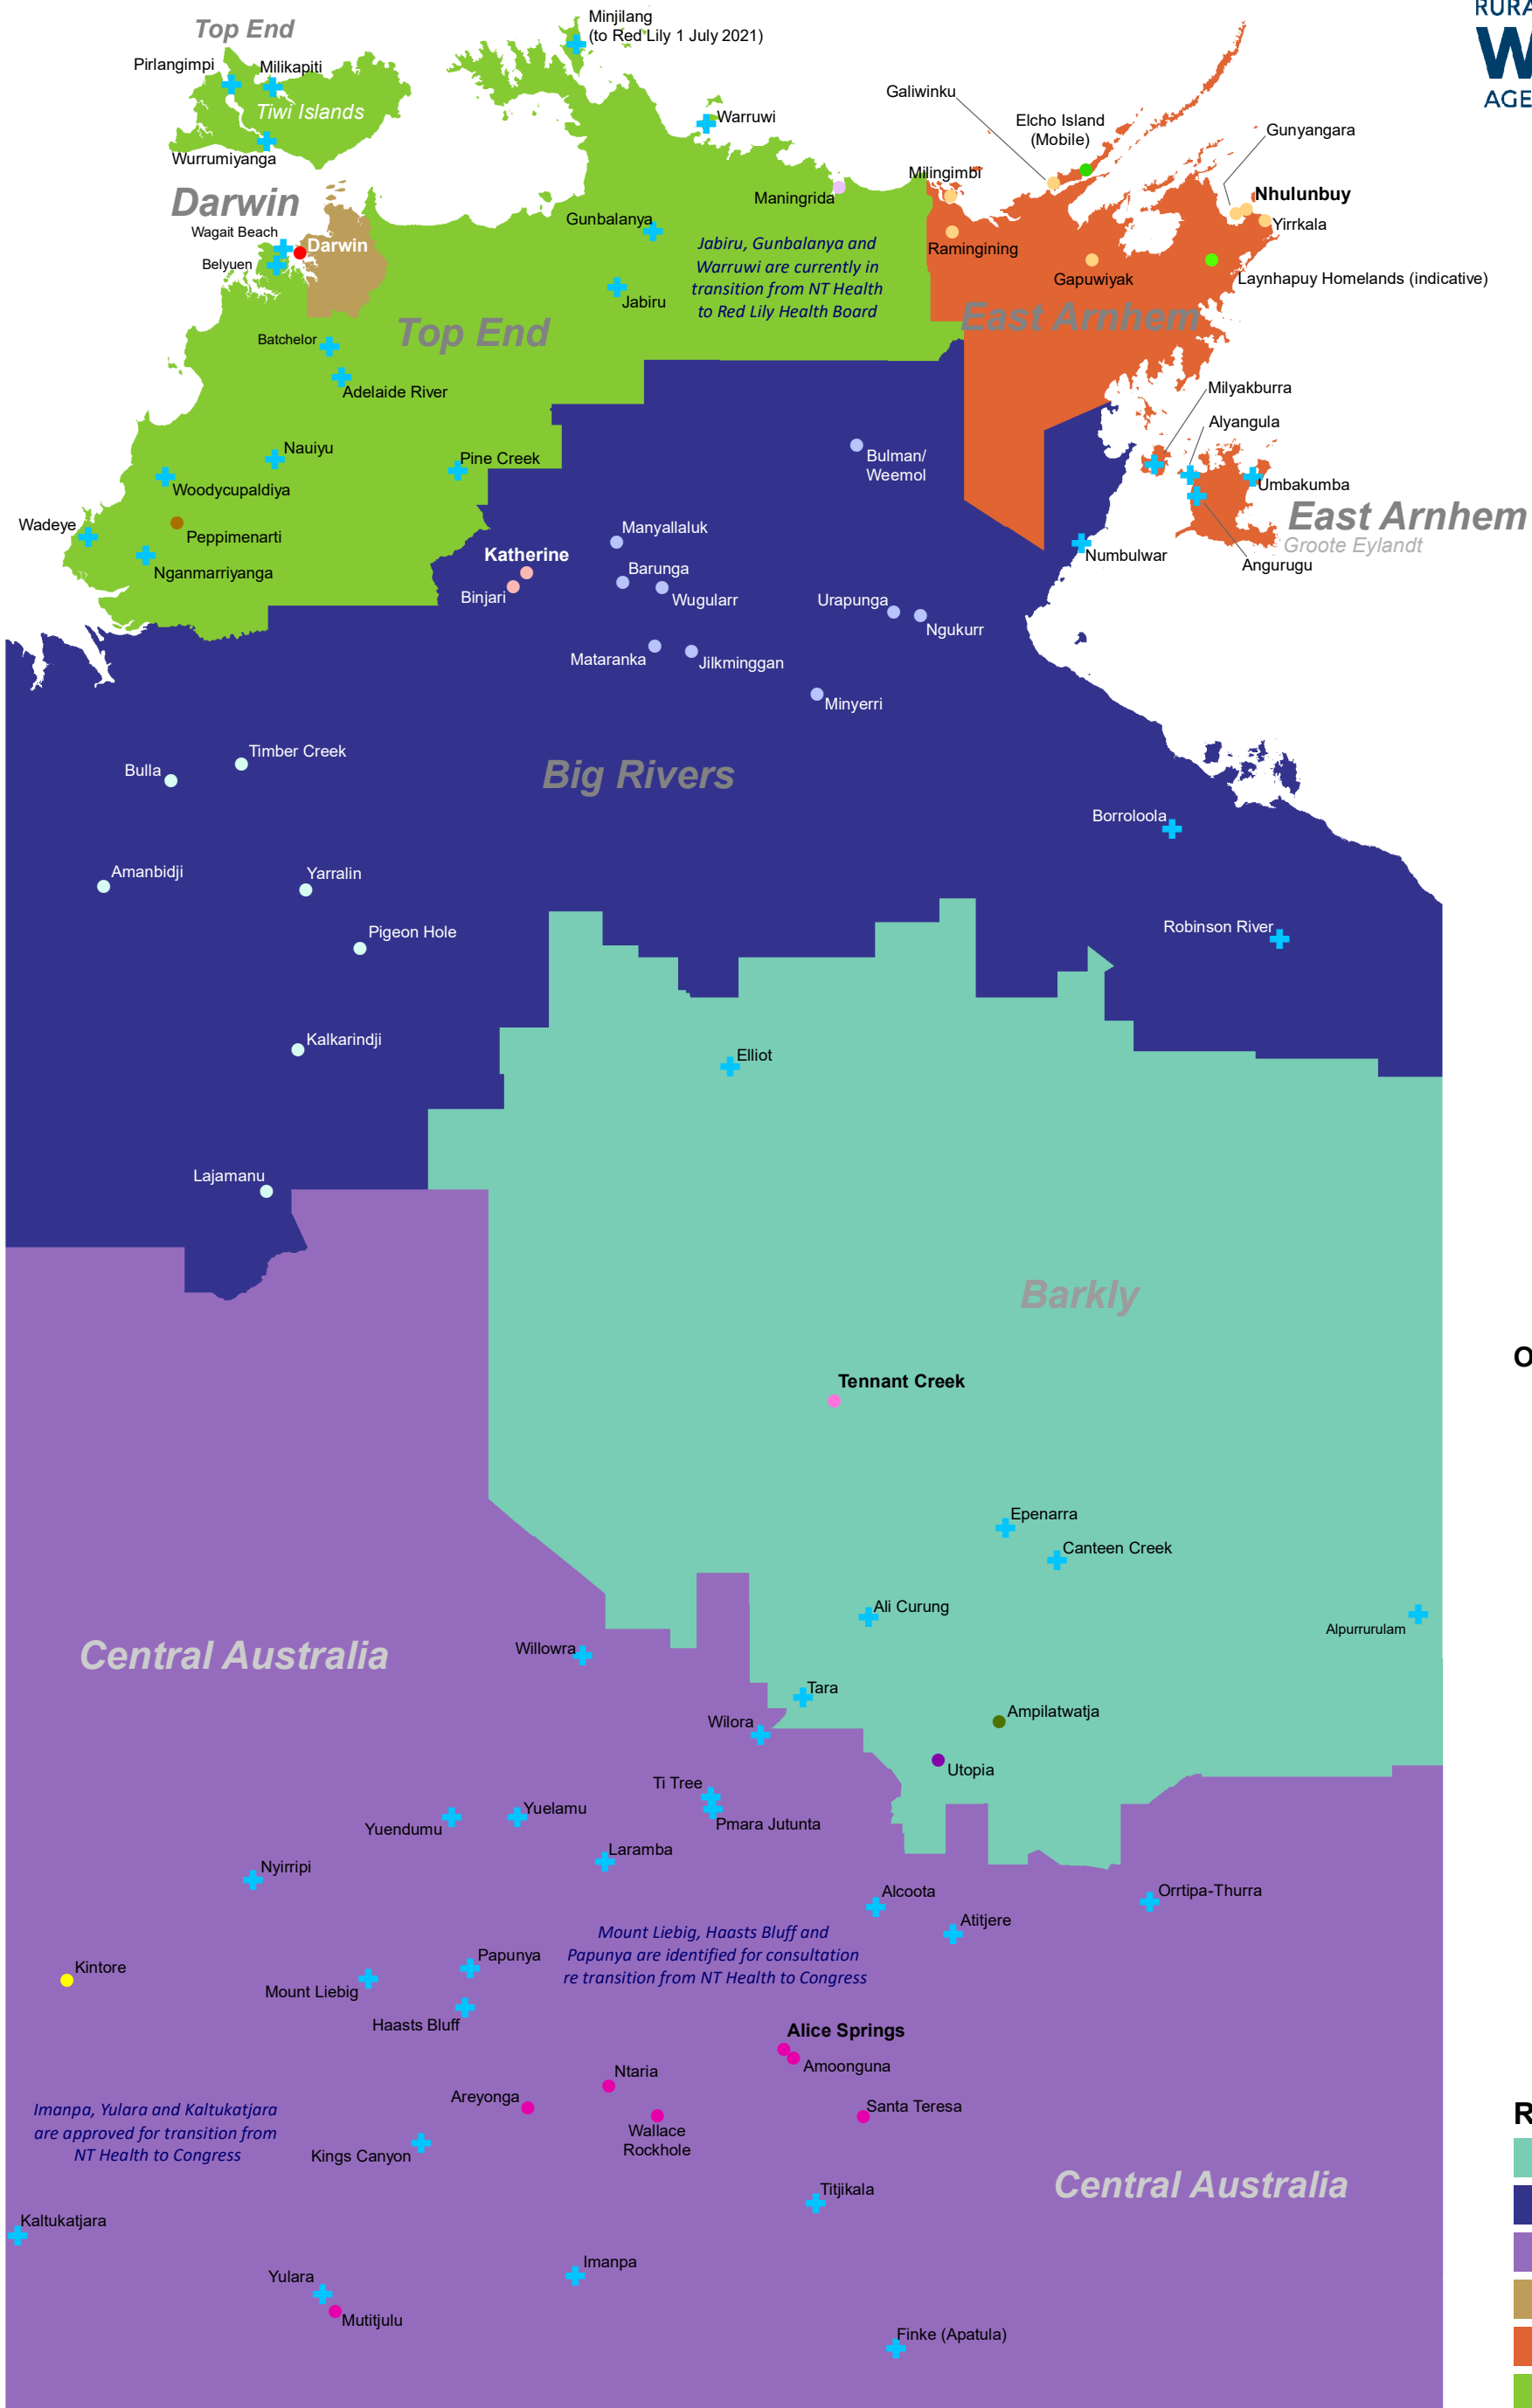 RURA
W
AGE
Top End
Minjilang
(to Red Lily 1 July 2021)
Pirlangimpi
Milikapiti
Tiwi Islands
Wurrumiyanga
Warruwi
Galiwinku
Elcho Island
(Mobile)
Gunyangara
Milingimbi
Maningrida
Nhulunbuy
Yirrkala
Darwin
Wagait Beach
Darwin
Belyuen
Gunbalanya
Jabiru, Gunbalanya and
Warruwi are currently in
transition from NT Health
to Red Lily Health Board
Ramingining
Gapuwiyak
Laynhapuy Homelands (indicative)
Jabiru
East Arnhem
Batchelor
Top End
Adelaide River
Milyakburra
Alyangula
Nauiyu
Pine Creek
Bulman/
Weemol
Woodycupaldiya
Umbakumba
Wadeye
Peppimenarti
Manyallaluk
East Arnhem
Groote Eylandt
Nganmarriyanga
Katherine
Numbulwar
Angurugu
Barunga
Binjari
Wugularr
Urapunga
Ngukurr
Mataranka
Jilkminggan
Minyerri
Timber Creek
Bulla
Big Rivers
Borroloola
Amanbidji
Yarralin
Pigeon Hole
Robinson River
Kalkarindji
Elliot
Lajamanu
Barkly
O
Tennant Creek
Epenarra
Canteen Creek
Ali Curung
Alpurrurulam
Central Australia
Willowra
Tara
Wilora
Ampilatwatja
Utopia
Ti Tree
Yuelamu
Pmara Jutunta
Yuendumu
Laramba
Nyirripi
Alcoota
Orrtipa-Thurra
Atitjere
Mount Liebig, Haasts Bluff and
Papunya are identified for consultation
re transition from NT Health to Congress
Papunya
Kintore
Mount Liebig
Haasts Bluff
Alice Springs
Amoonguna
Ntaria
Areyonga
Santa Teresa
Wallace
Rockhole
Imanpa, Yulara and Kaltukatjara
are approved for transition from
NT Health to Congress
R
Kings Canyon
Central Australia
Titjikala
Kaltukatjara
Imanpa
Yulara
Mutitjulu
Finke (Apatula)